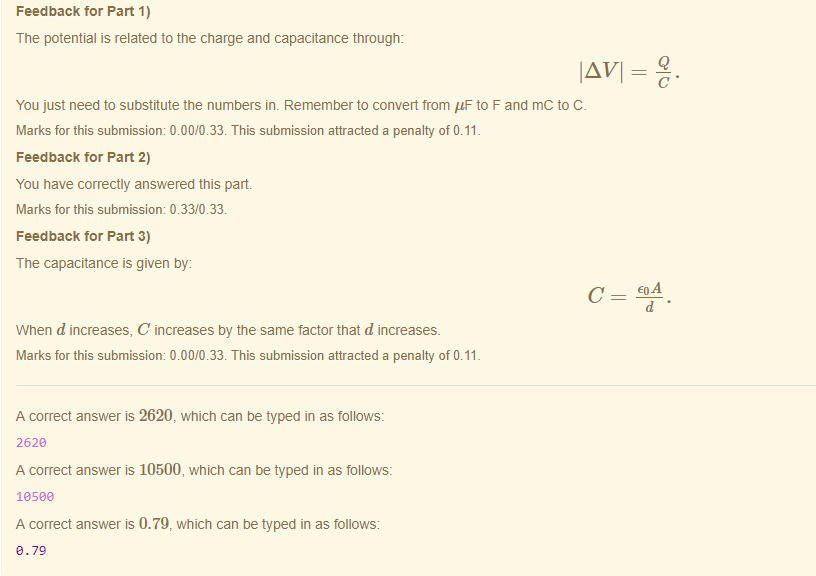 Feedback for Part 1)
The potential is related to the charge and capacitance through:
|ΔV| = Q/C.
You just need to substitute the numbers in. Remember to convert from μF to F and mC to C.
Marks for this submission: 0.00/0.33. This submission attracted a penalty of 0.11.
Feedback for Part 2)
You have correctly answered this part.
Marks for this submission: 0.33/0.33.
Feedback for Part 3)
The capacitance is given by:
C = ϵ₀A/d.
When d increases, C increases by the same factor that d increases.
Marks for this submission: 0.00/0.33. This submission attracted a penalty of 0.11.
A correct answer is 2620, which can be typed in as follows:
2620
A correct answer is 10500, which can be typed in as follows:
10500
A correct answer is 0.79, which can be typed in as follows:
0.79